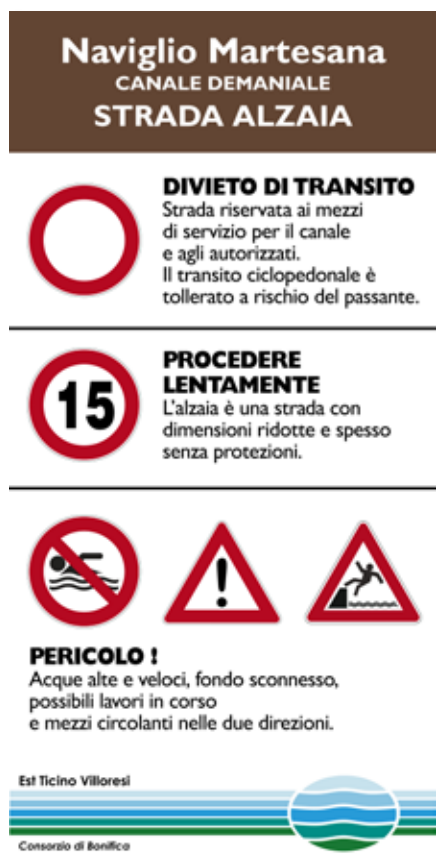 Naviglio Martesana
CANALE DEMANIALE
STRADA ALZAIA
DIVIETO DI TRANSITO
Strada riservata ai mezzi
di servizio per il canale
e agli autorizzati.
Il transito ciclopedonale è
tollerato a rischio del passante.
15
PROCEDERE
LENTAMENTE
L'alzaia è una strada con
dimensioni ridotte e spesso
senza protezioni.
!
PERICOLO !
Acque alte e veloci, fondo sconnesso,
possibili lavori in corso
e mezzi circolanti nelle due direzioni.
Est Ticino Villoresi
Consorzio di Bonifica